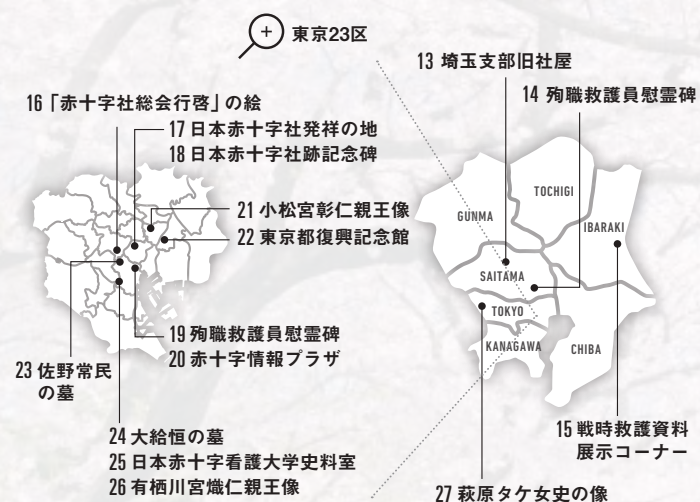 東京23区
13 埼玉支部旧社屋
14 殉職救護員慰霊碑
16「赤十字社総会行啓」の絵
17 日本赤十字社発祥の地
18 日本赤十字社跡記念碑
21 小松宮彰仁親王像
22 東京都復興記念館
19 殉職救護員慰霊碑
20 赤十字情報プラザ
23 佐野常民
の墓
24 大給恒の墓
25 日本赤十字看護大学史料室
26 有栖川宮熾仁親王像
GUNMA
TOCHIGI
IBARAKI
SAITAMA
TOKYO
KANAGAWA
CHIBA
15 戦時救護資料
展示コーナー
27 萩原タケ女史の像